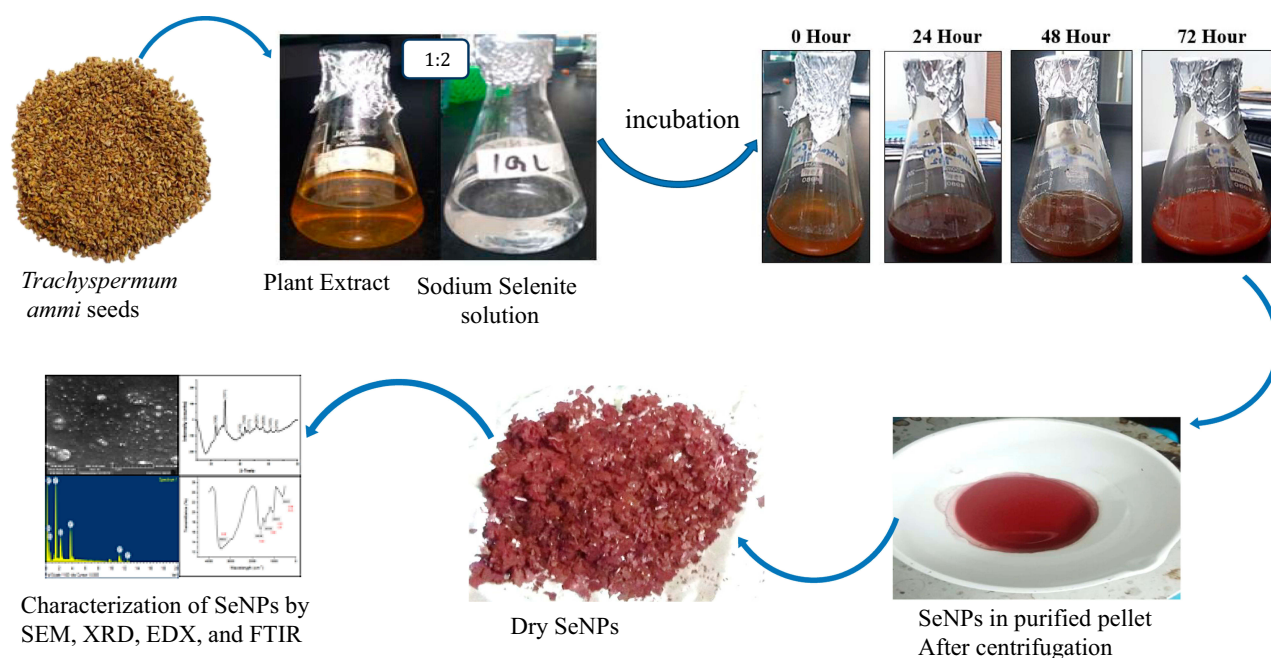 1:2
0 Hour
24 Hour
48 Hour
72 Hour
incubation
Trachyspermum
ammi seeds
Plant Extract
Sodium Selenite
solution
Characterization of SeNPs by
SEM, XRD, EDX, and FTIR
Dry SeNPs
SeNPs in purified pellet
After centrifugation